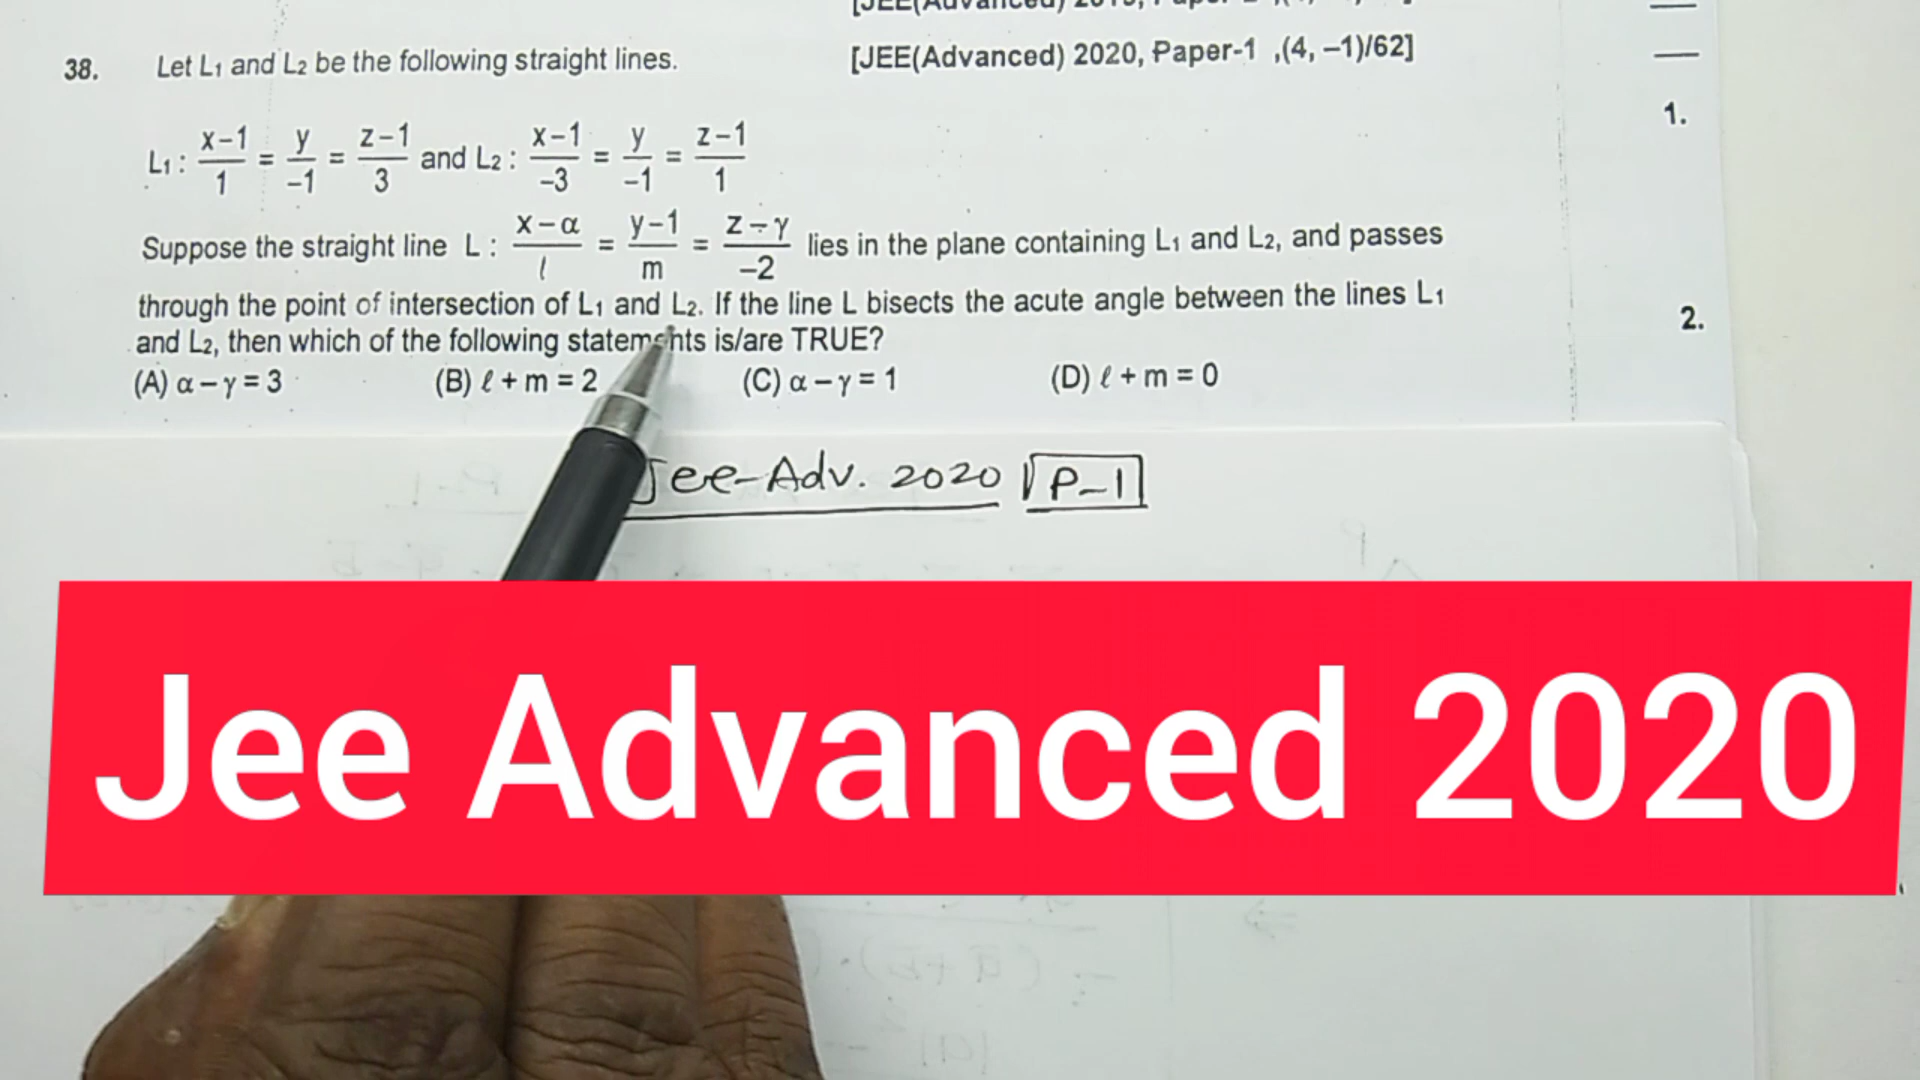 38. Let L₁ and L₂ be the following straight lines. [JEE(Advanced) 2020, Paper-1 ,(4, –1)/62]
1.
L₁ : (x–1)/1 = y/–1 = (z–1)/3 and L₂ : (x–1)/–3 = y/–1 = (z–1)/1
Suppose the straight line L : (x–α)/ℓ = (y–1)/m = (z–γ)/–2 lies in the plane containing L₁ and L₂, and passes
through the point of intersection of L₁ and L₂. If the line L bisects the acute angle between the lines L₁
2.
and L₂, then which of the following statements is/are TRUE?
(A) α – γ = 3 (B) ℓ + m = 2 (C) α – γ = 1 (D) ℓ + m = 0
Jee-Adv. 2020 P-1
Jee Advanced 2020